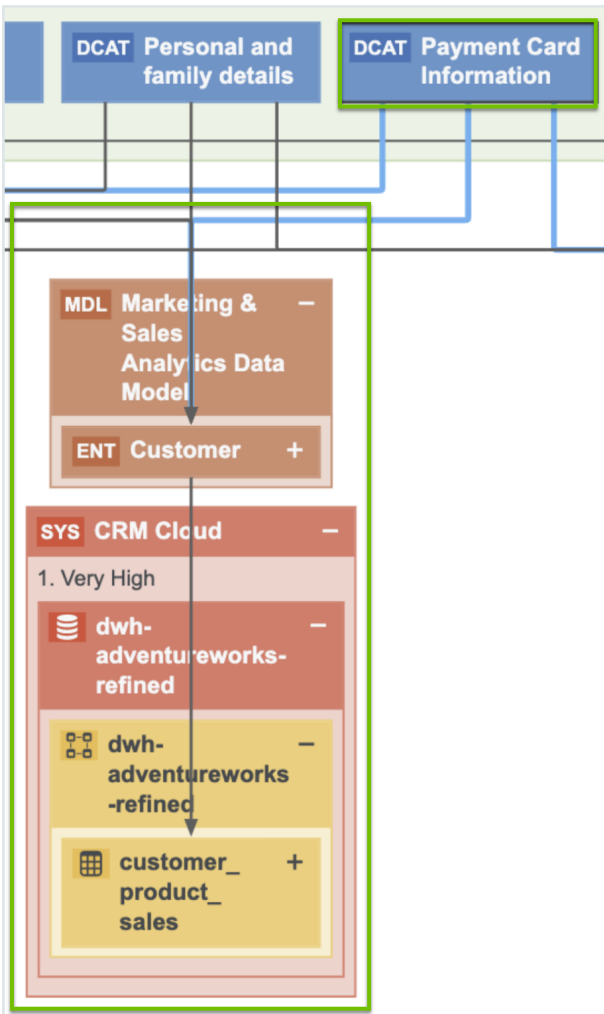 DCAT Personal and
family details
DCAT Payment Card
Information
MDL Marketing & −
Sales
Analytics Data
Model
ENT Customer +
SYS CRM Cloud −
1. Very High
dwh- −
adventureworks-
refined
dwh- −
adventureworks
-refined
customer_ +
product_
sales